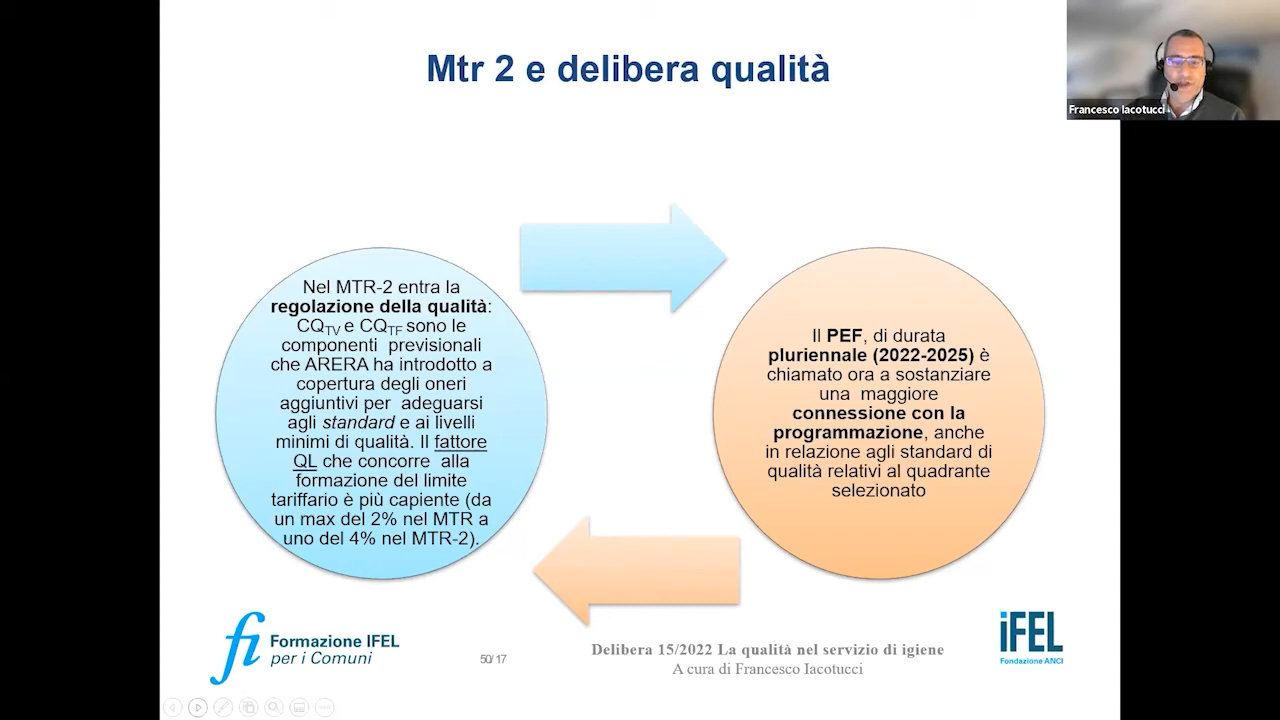 Mtr 2 e delibera qualità
Francesco Iacotucci
Nel MTR-2 entra la
regolazione della qualità:
CQTV e CQTF sono le
componenti previsionali
che ARERA ha introdotto a
copertura degli oneri
aggiuntivi per adeguarsi
agli standard e ai livelli
minimi di qualità. Il fattore
QL che concorre alla
formazione del limite
tariffario è più capiente (da
un max del 2% nel MTR a
uno del 4% nel MTR-2).
Il PEF, di durata
pluriennale (2022-2025) è
chiamato ora a sostanziare
una maggiore
connessione con la
programmazione, anche
in relazione agli standard di
qualità relativi al quadrante
selezionato
fi Formazione IFEL
per i Comuni
50/17
Delibera 15/2022 La qualità nel servizio di igiene
A cura di Francesco Iacotucci
iFEL
Fondazione ANCI